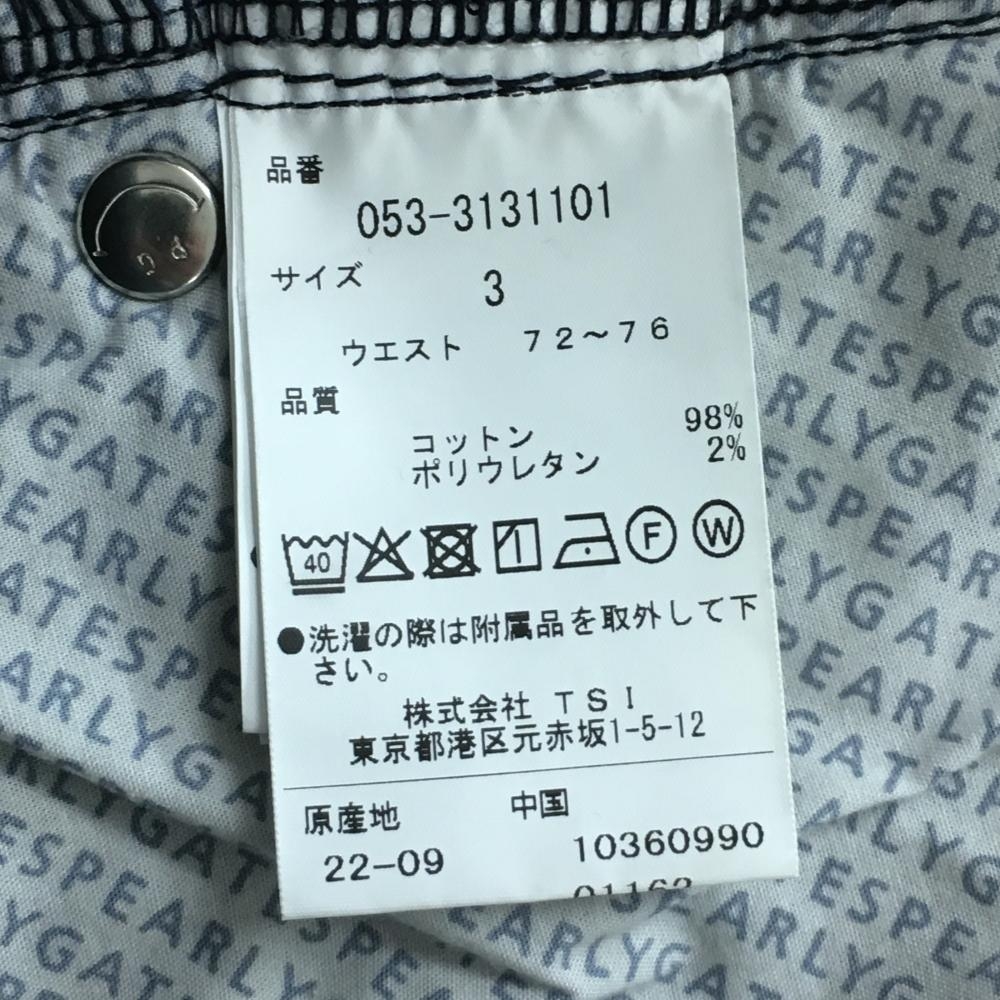 品番
053-3131101
サイズ 3
ウエスト 72～76
品質
コットン 98%
ポリウレタン 2%
40 F W
●洗濯の際は附属品を取外して下
さい。
株式会社 TSI
東京都港区元赤坂1-5-12
原産地 中国
22-09 10360990
PEARLYGATESPEARLYGATES